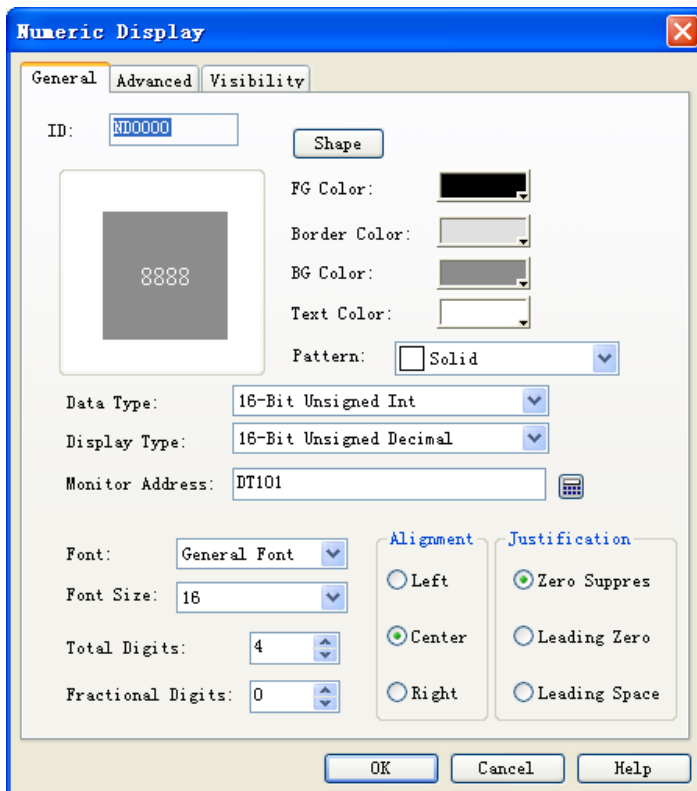 Numeric Display
General Advanced Visibility
ID: ND0000
Shape
FG Color:
Border Color:
8888
BG Color:
Text Color:
Pattern: Solid
Data Type: 16-Bit Unsigned Int
Display Type: 16-Bit Unsigned Decimal
Monitor Address: DT101
Alignment Justification
Font: General Font
Left Zero Suppres
Font Size: 16
Center Leading Zero
Total Digits: 4
Fractional Digits: 0
Right Leading Space
OK Cancel Help